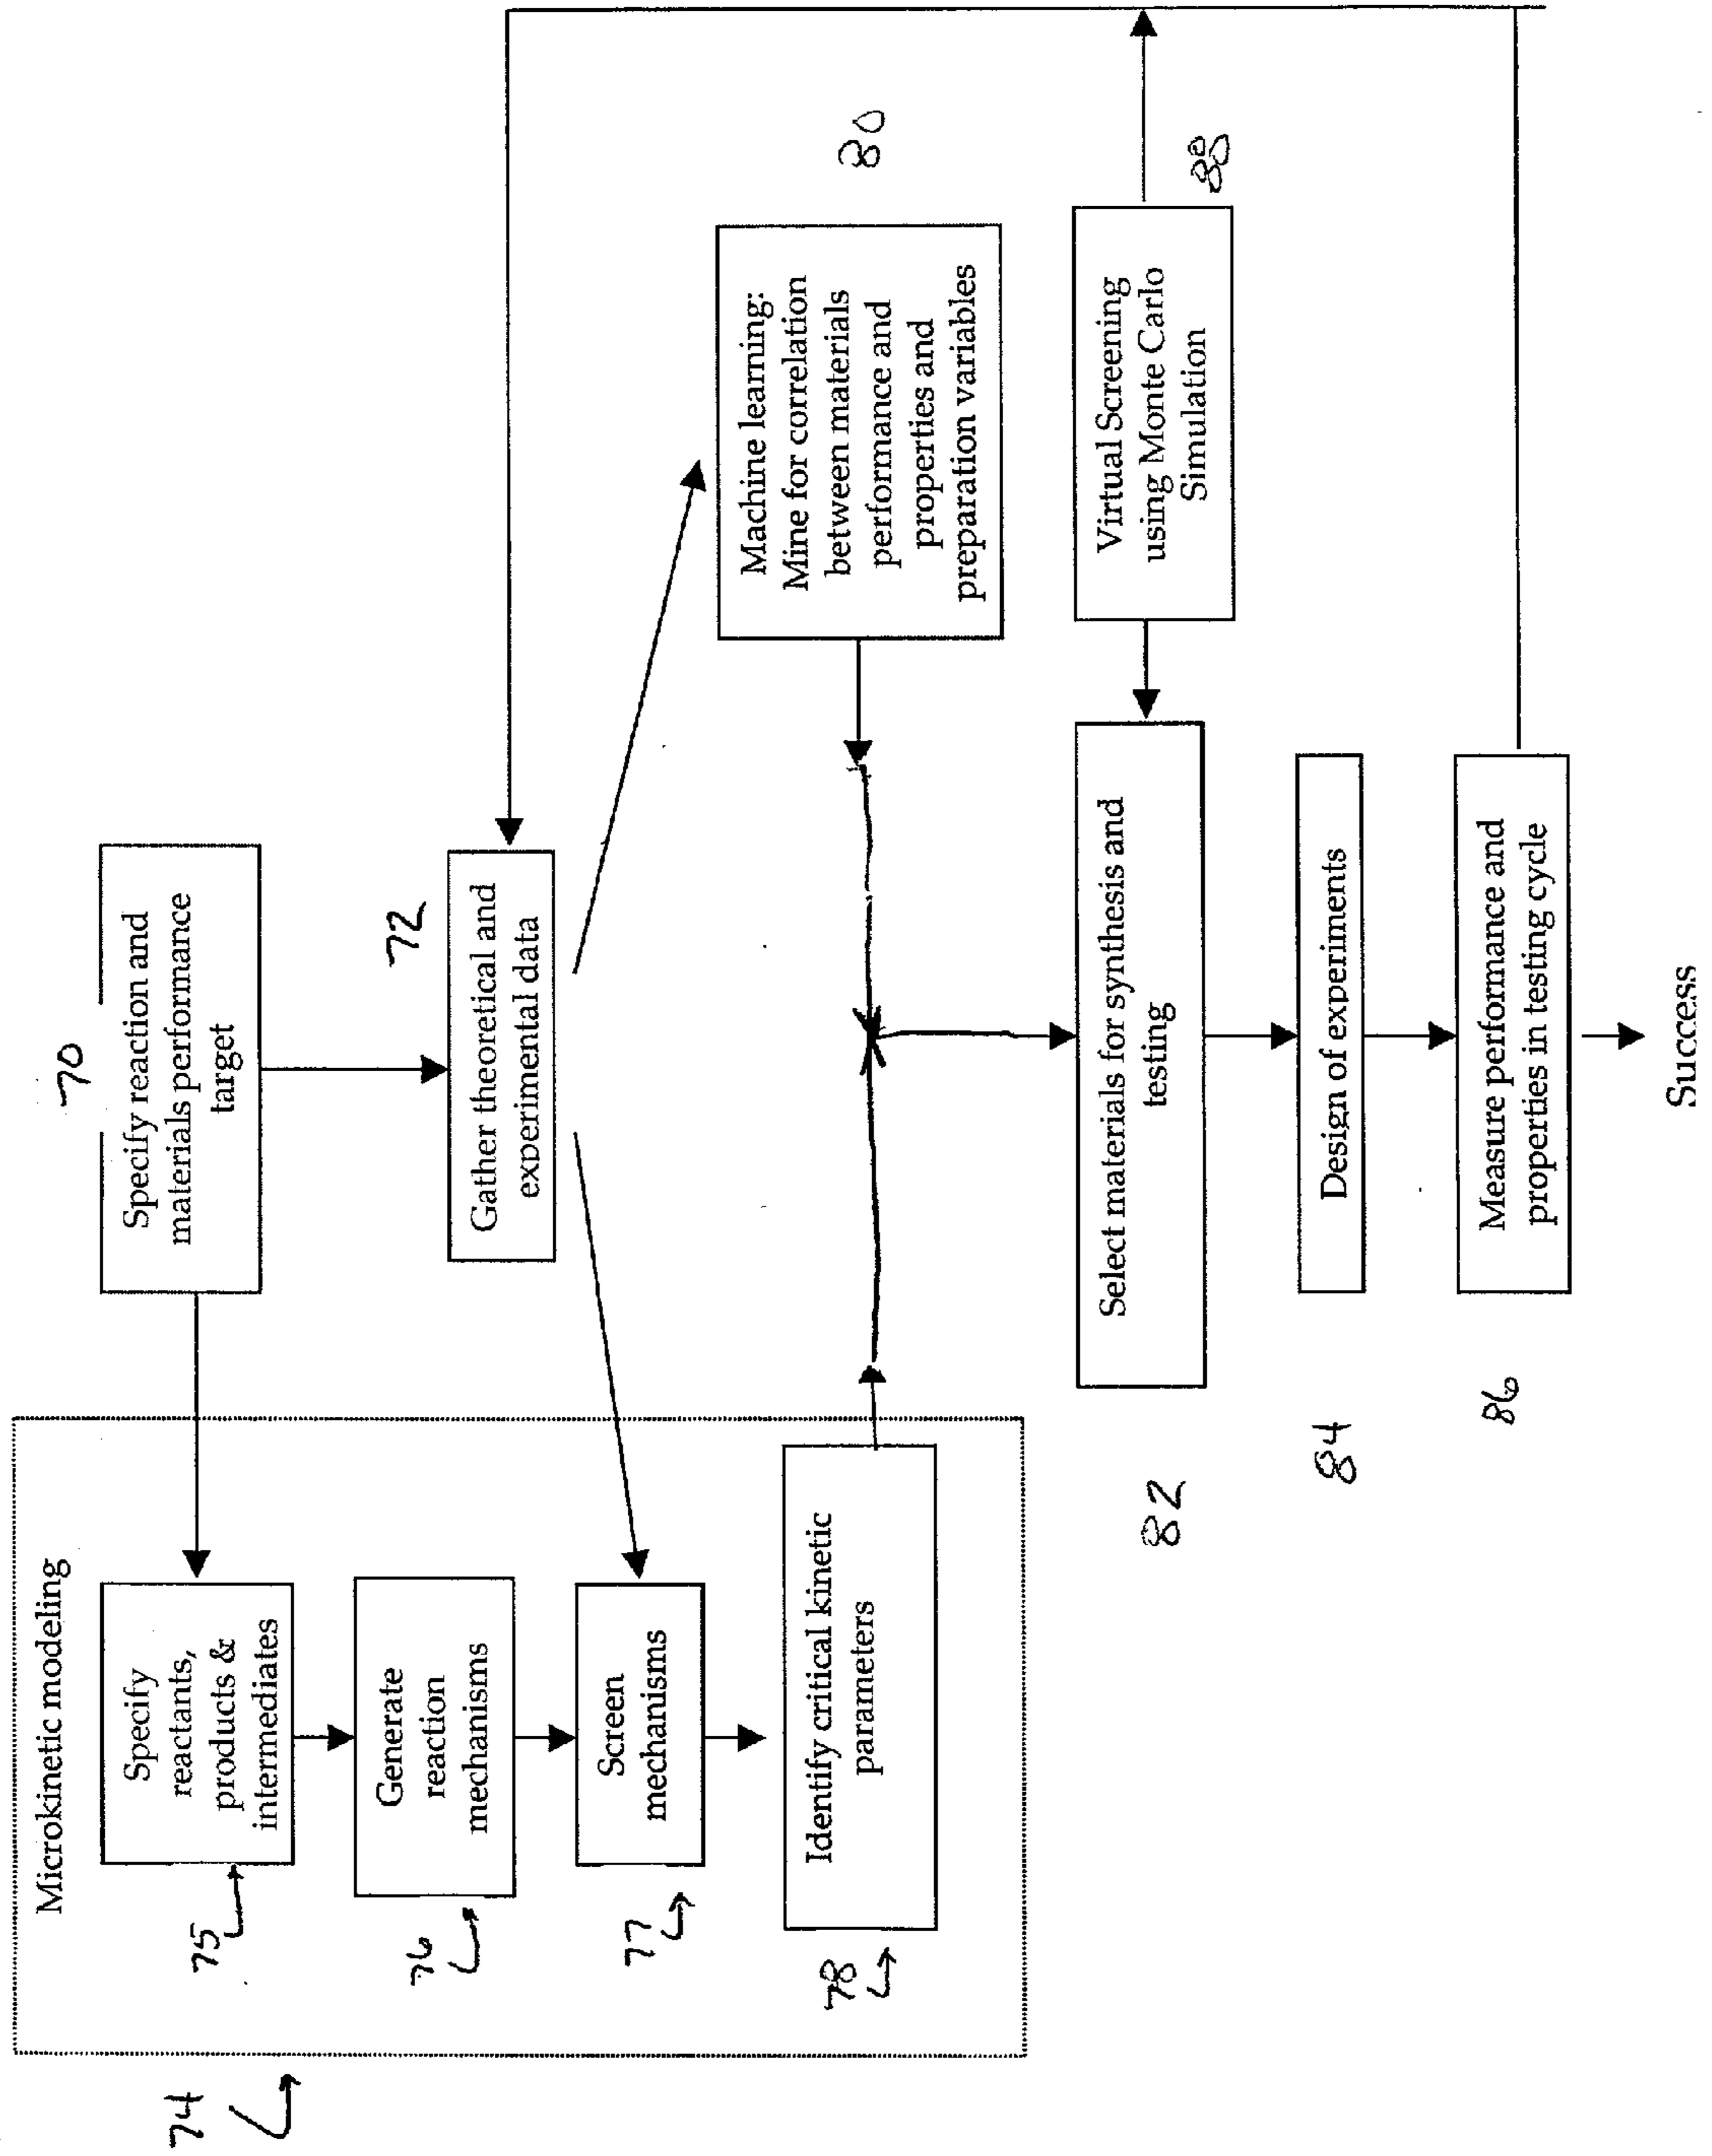 70
Specify reaction and
materials performance
target
Microkinetic modeling
74
75
Specify
reactants,
products &
intermediates
76
Generate
reaction
mechanisms
77
Screen
mechanisms
78
Identify critical kinetic
parameters
72
Gather theoretical and
experimental data
80
Machine learning:
Mine for correlation
between materials
performance and
properties and
preparation variables
82
Select materials for synthesis and
testing
88
Virtual Screening
using Monte Carlo
Simulation
84
Design of experiments
86
Measure performance and
properties in testing cycle
Success